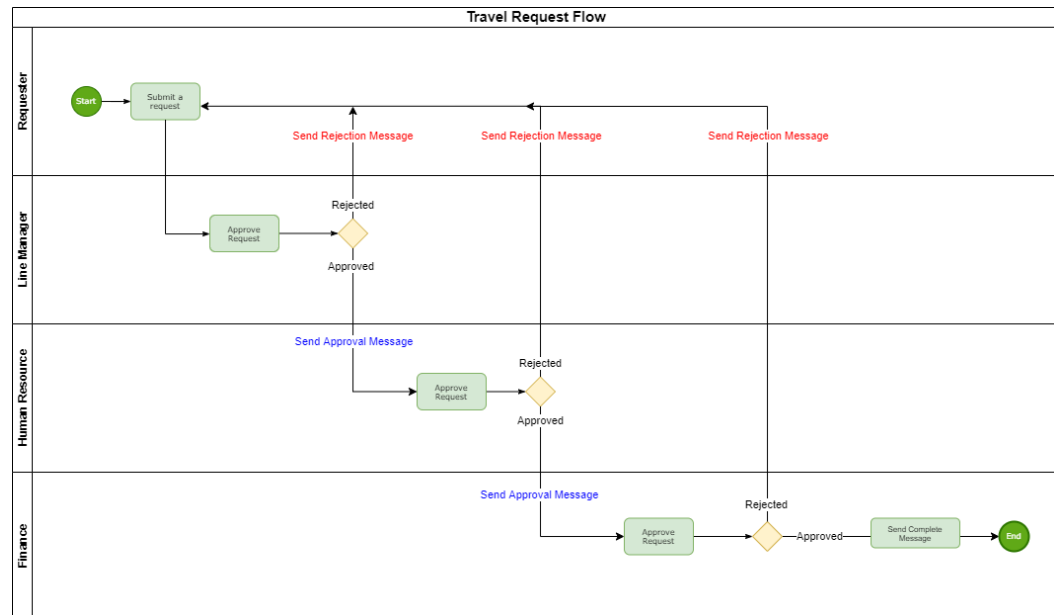 Travel Request Flow
Requester
Start
Submit a
request
Send Rejection Message
Send Rejection Message
Send Rejection Message
Line Manager
Approve
Request
Rejected
Approved
Human Resource
Send Approval Message
Approve
Request
Rejected
Approved
Finance
Send Approval Message
Approve
Request
Rejected
Approved
Send Complete
Message
End